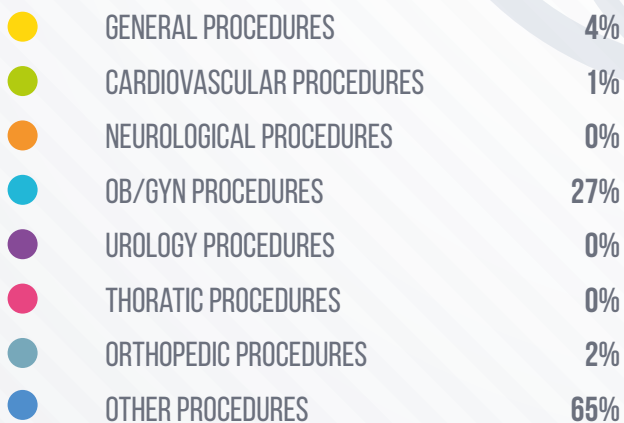 GENERAL PROCEDURES 4%
CARDIOVASCULAR PROCEDURES 1%
NEUROLOGICAL PROCEDURES 0%
OB/GYN PROCEDURES 27%
UROLOGY PROCEDURES 0%
THORATIC PROCEDURES 0%
ORTHOPEDIC PROCEDURES 2%
OTHER PROCEDURES 65%